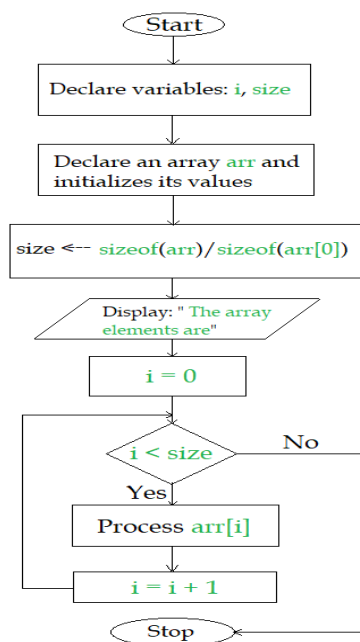 Start
Declare variables: i, size
Declare an array arr and
initializes its values
size <-- sizeof(arr)/sizeof(arr[0])
Display: " The array
elements are"
i = 0
i < size
No
Yes
Process arr[i]
i = i + 1
Stop